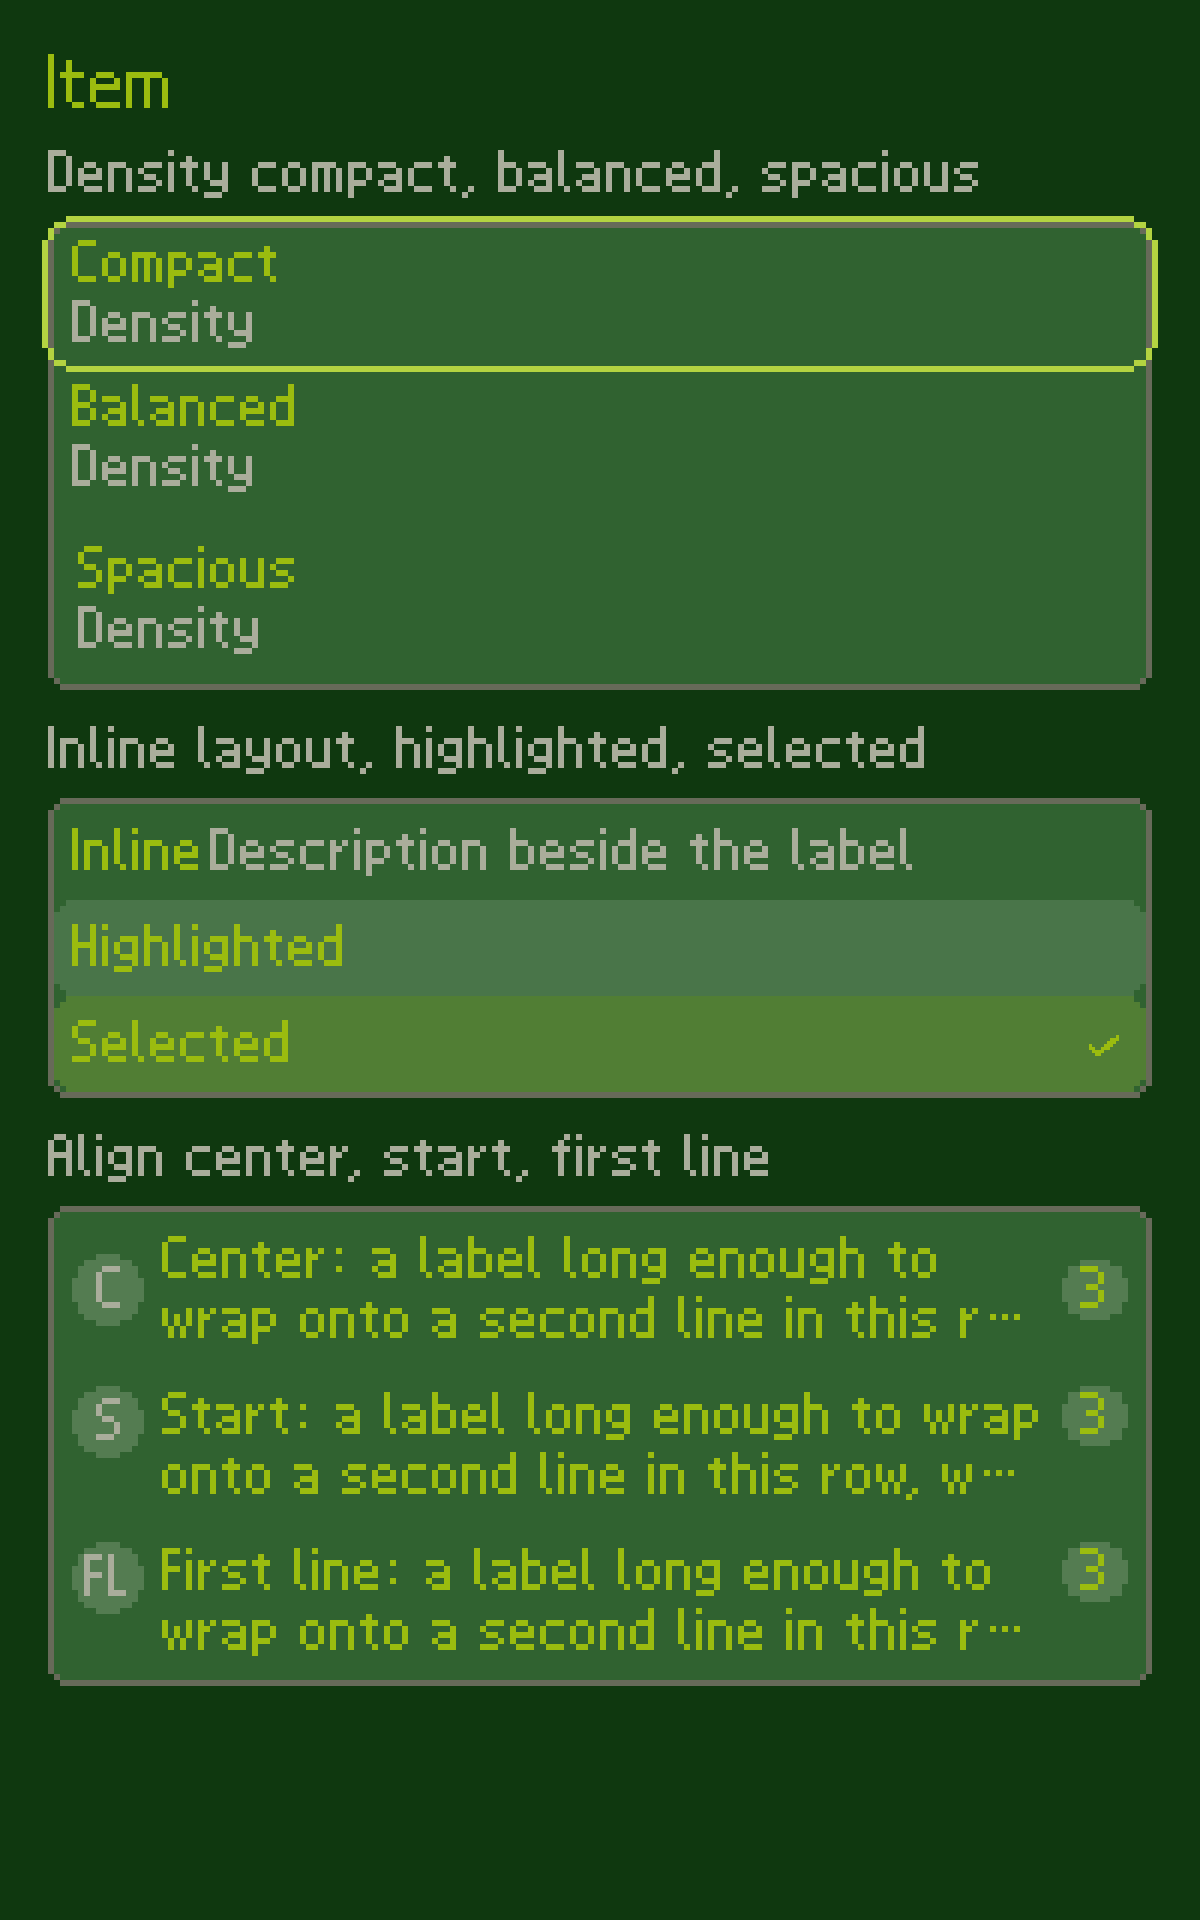 Item
Density compact, balanced, spacious
Compact
Density
Balanced
Density
Spacious
Density
Inline layout, highlighted, selected
Inline Description beside the label
Highlighted
Selected
Align center, start, first line
C
Center: a label long enough to
wrap onto a second line in this r…
3
S
Start: a label long enough to wrap
onto a second line in this row, w…
3
FL
First line: a label long enough to
wrap onto a second line in this r…
3